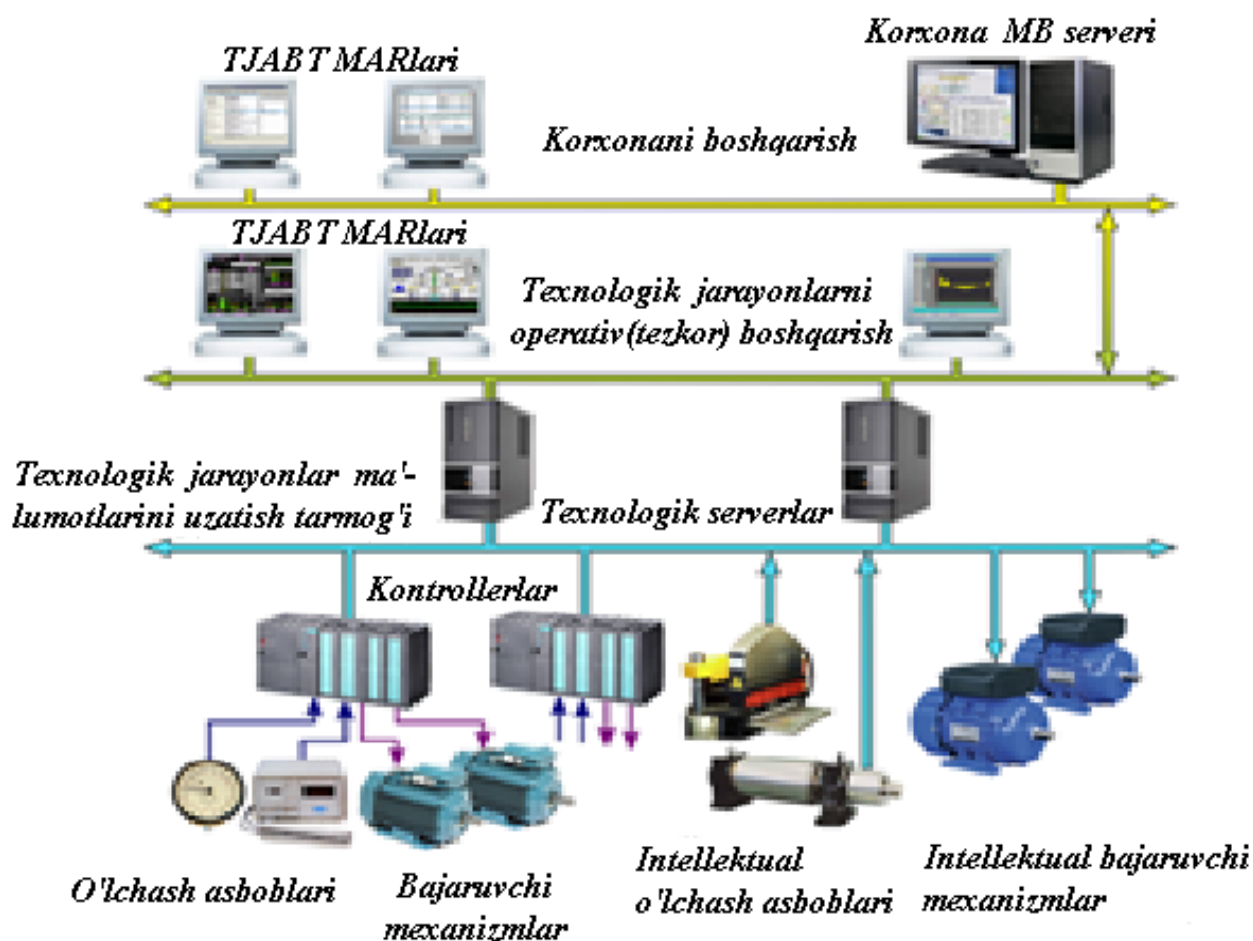 Korxona MB serveri
TJABT MARlari
Korxonani boshqarish
TJABT MARlari
Texnologik jarayonlarni
operativ(tezkor) boshqarish
Texnologik jarayonlar ma'-
lumotlarini uzatish tarmog'i
Texnologik serverlar
Kontrollerlar
O'lchash asboblari
Bajaruvchi
mexanizmlar
Intellektual
o'lchash asboblari
Intellektual bajaruvchi
mexanizmlar